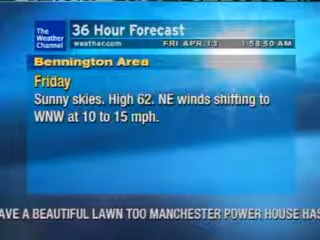 The
Weather
Channel
36 Hour Forecast
weather.com FRI APR 13 1:58:50 AM
Bennington Area
Friday
Sunny skies. High 62. NE winds shifting to
WNW at 10 to 15 mph.
AVE A BEAUTIFUL LAWN TOO MANCHESTER POWER HOUSE HAS